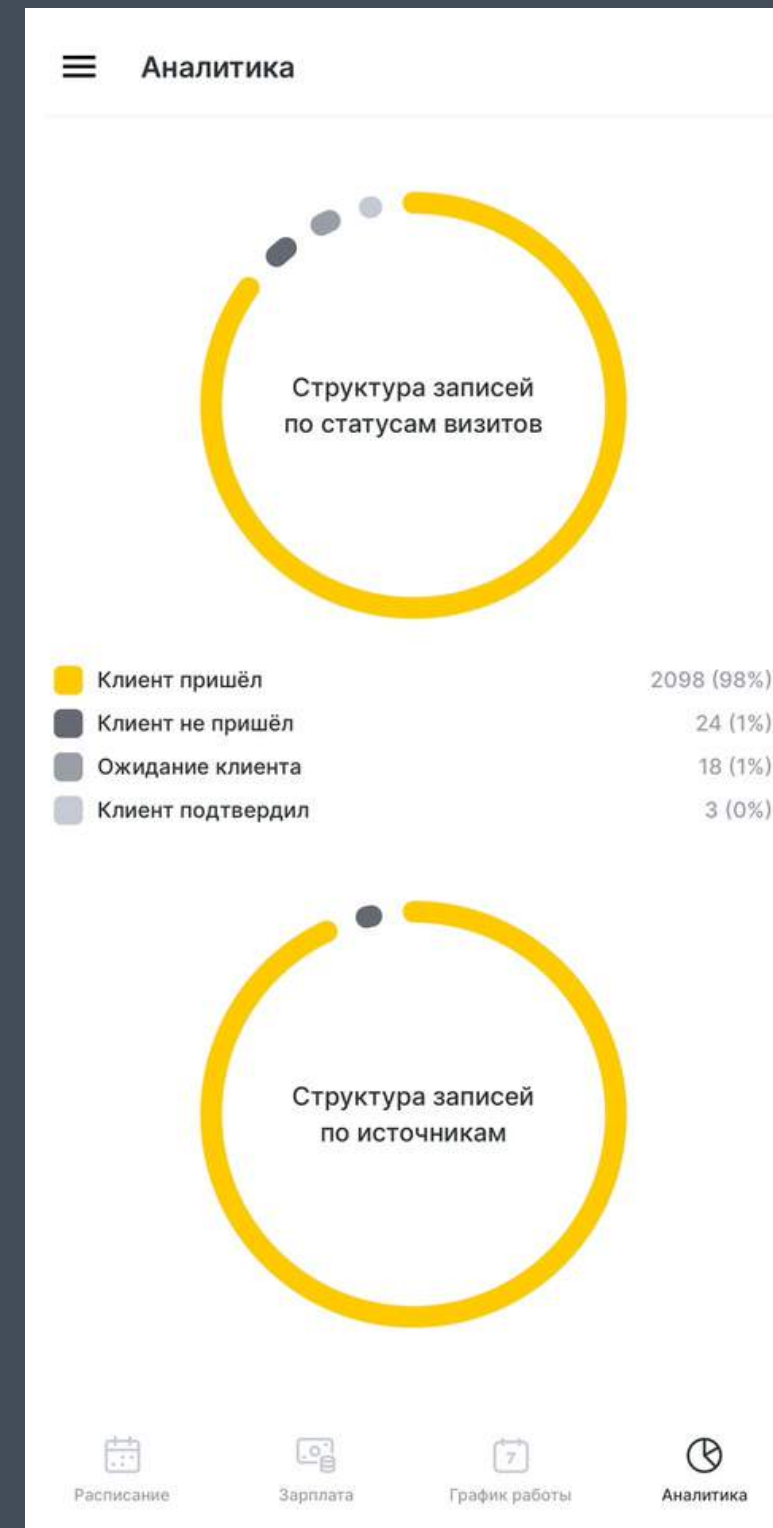 Аналитика
Структура записей
по статусам визитов
Клиент пришёл 2098 (98%)
Клиент не пришёл 24 (1%)
Ожидание клиента 18 (1%)
Клиент подтвердил 3 (0%)
Структура записей
по источникам
7
Расписание Зарплата График работы Аналитика